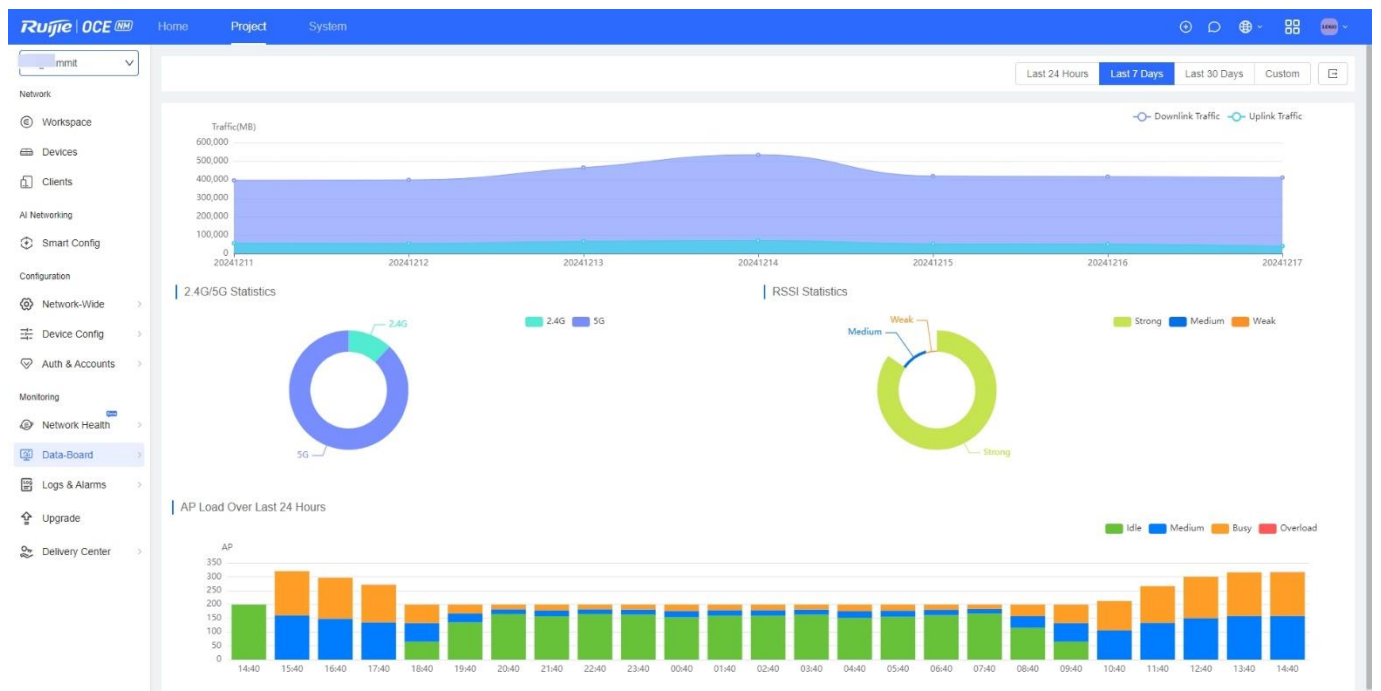 Ruijie | OCE NM Home Project System
mmit
Last 24 Hours Last 7 Days Last 30 Days Custom
Network
Workspace
Devices
Clients
AI Networking
Smart Config
Configuration
Network-Wide
Device Config
Auth & Accounts
Monitoring
Network Health
Data-Board
Logs & Alarms
Upgrade
Delivery Center
Downlink Traffic Uplink Traffic
Traffic(MB)
600,000
500,000
400,000
300,000
200,000
100,000
0
20241211 20241212 20241213 20241214 20241215 20241216 20241217
2.4G/5G Statistics
2.4G 5G
2.4G
5G
RSSI Statistics
Strong Medium Weak
Weak
Medium
Strong
AP Load Over Last 24 Hours
Idle Medium Busy Overload
AP
350
300
250
200
150
100
50
0
14:40 15:40 16:40 17:40 18:40 19:40 20:40 21:40 22:40 23:40 00:40 01:40 02:40 03:40 04:40 05:40 06:40 07:40 08:40 09:40 10:40 11:40 12:40 13:40 14:40